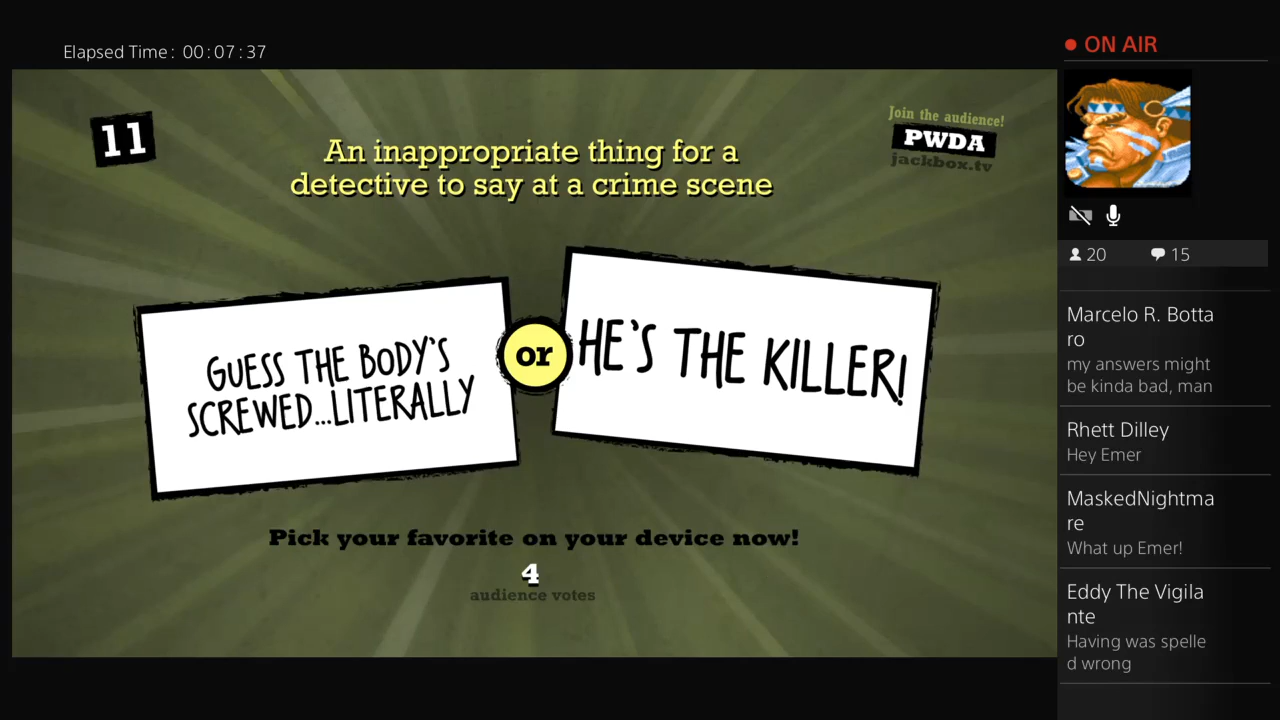 Elapsed Time: 00:07:37
ON AIR
11
An inappropriate thing for a
detective to say at a crime scene
Join the audience!
PWDA
jackbox.tv
GUESS THE BODY'S
SCREWED...LITERALLY
or
HE'S THE KILLER!
Pick your favorite on your device now!
4
audience votes
20
15
Marcelo R. Botta
ro
my answers might
be kinda bad, man
Rhett Dilley
Hey Emer
MaskedNightma
re
What up Emer!
Eddy The Vigila
nte
Having was spelle
d wrong